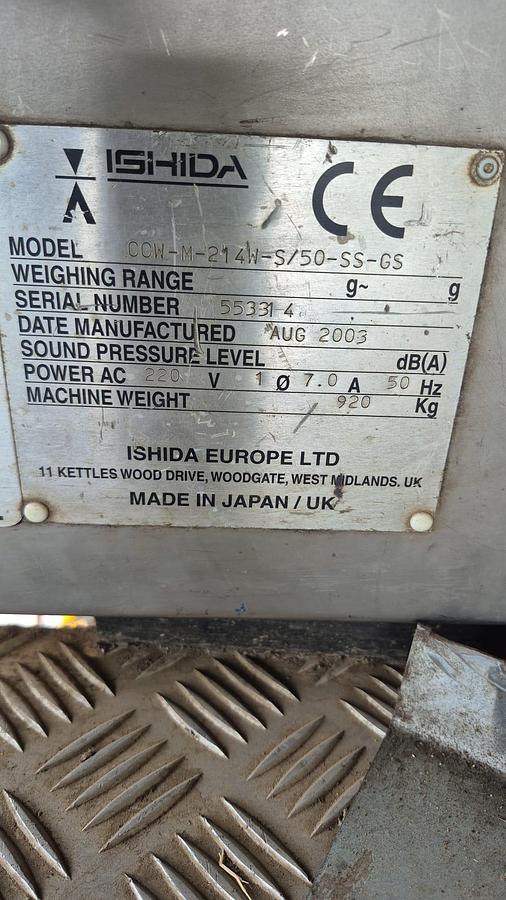 ISHIDA CE
MODEL CCW-M-214W-S/50-SS-GS
WEIGHING RANGE g~ g
SERIAL NUMBER 55331 4
DATE MANUFACTURED AUG 2003
SOUND PRESSURE LEVEL dB(A)
POWER AC 220 V 1 Ø 7.0 A 50 Hz
MACHINE WEIGHT 920 Kg
ISHIDA EUROPE LTD
11 KETTLES WOOD DRIVE, WOODGATE, WEST MIDLANDS. UK
MADE IN JAPAN / UK